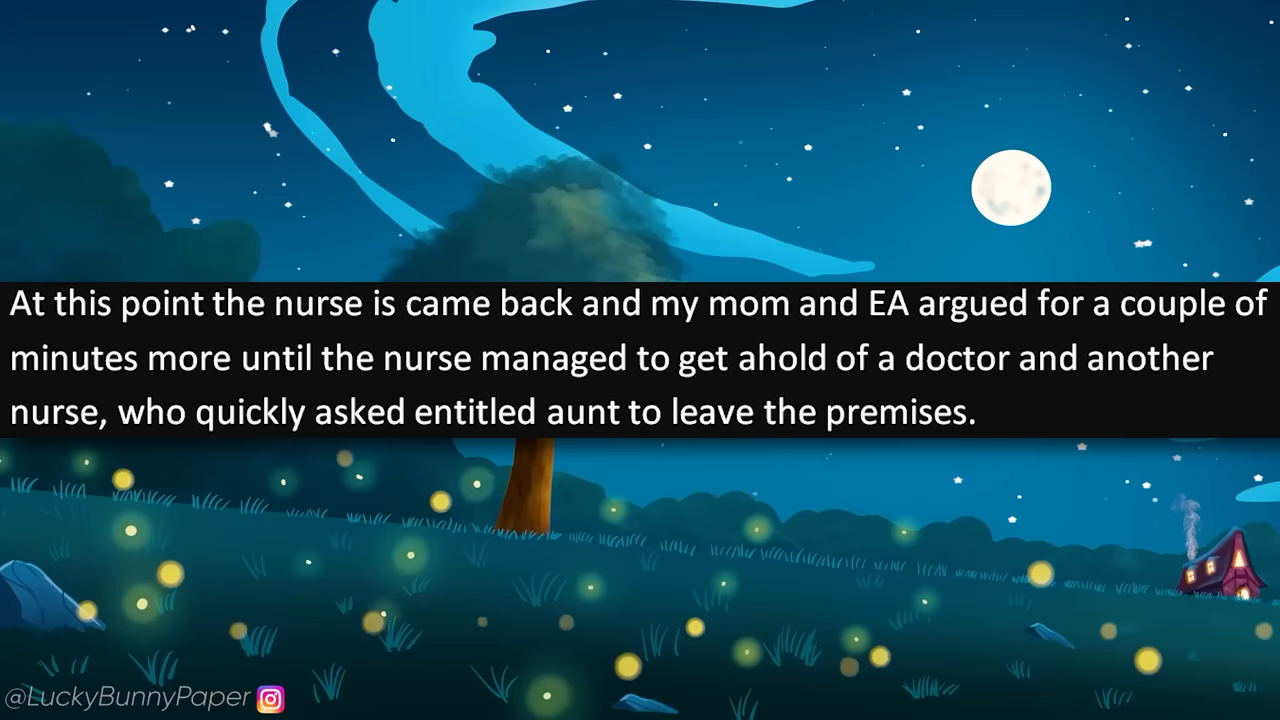 At this point the nurse is came back and my mom and EA argued for a couple of
minutes more until the nurse managed to get ahold of a doctor and another
nurse, who quickly asked entitled aunt to leave the premises.
@LuckyBunnyPaper